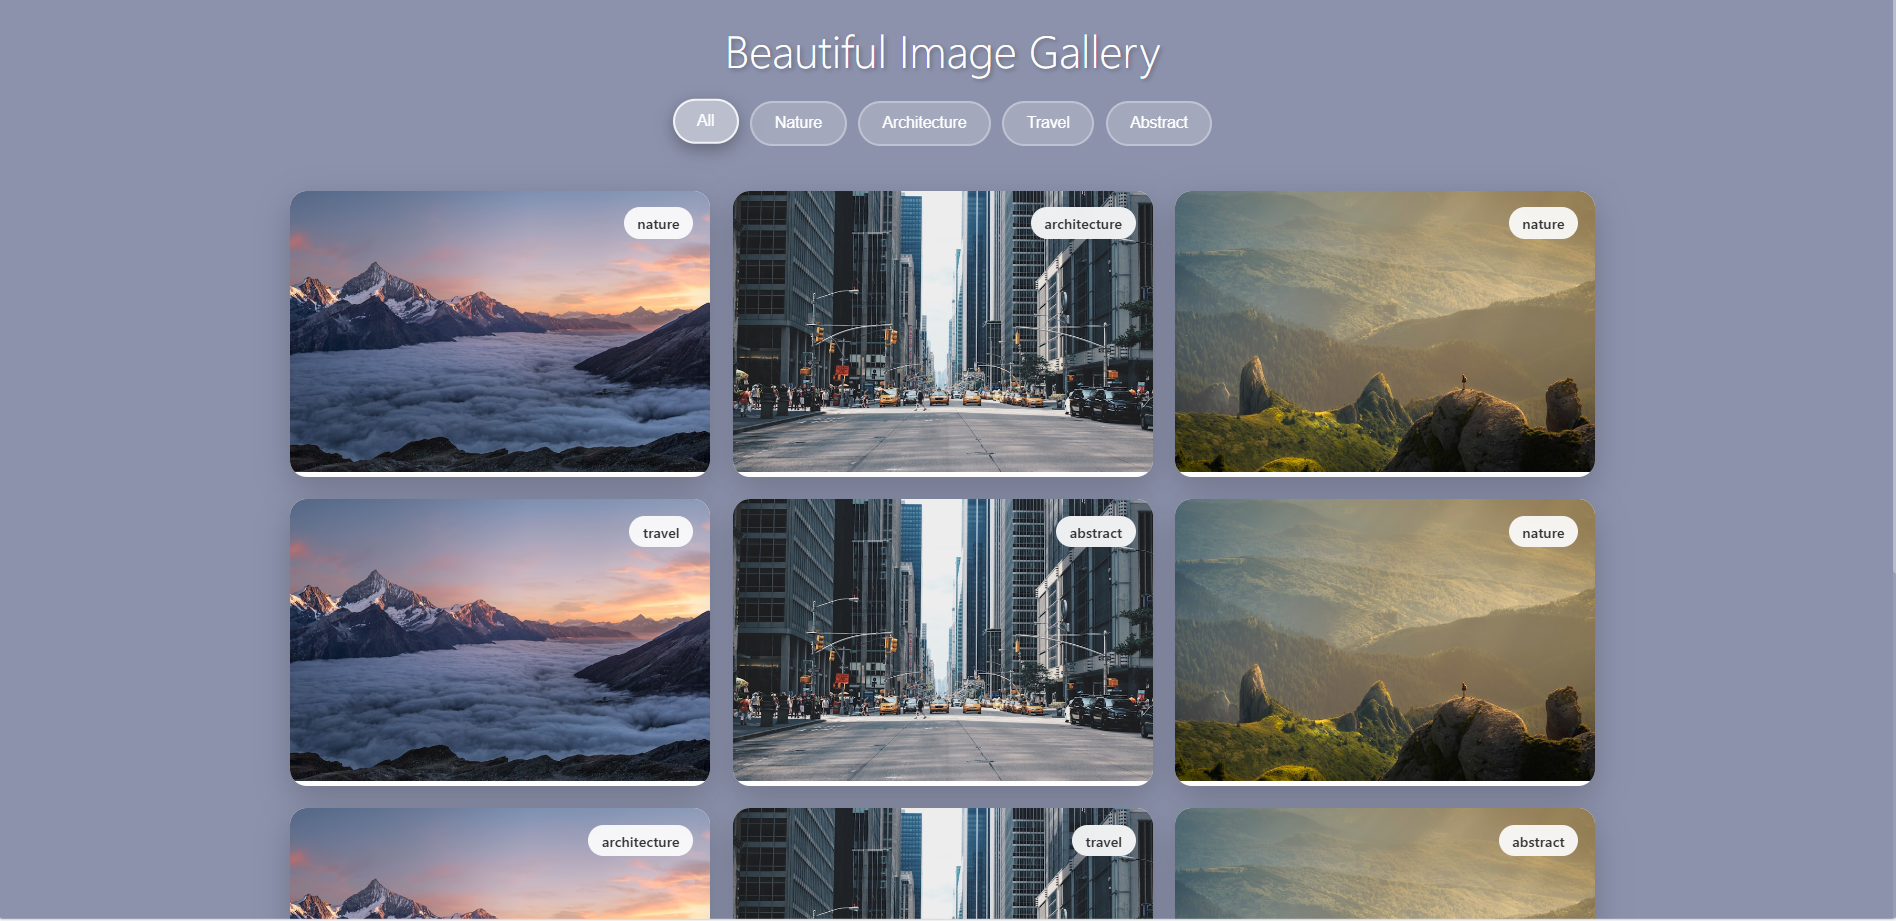 Beautiful Image Gallery
All Nature Architecture Travel Abstract
nature architecture nature
travel abstract nature
architecture travel abstract